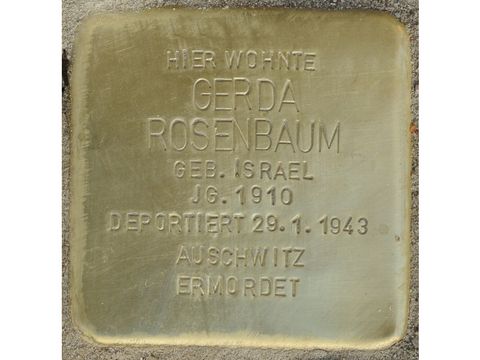 HIER WOHNTE
GERDA
ROSENBAUM
GEB. ISRAEL
JG. 1910
DEPORTIERT 29.1.1943
AUSCHWITZ
ERMORDET